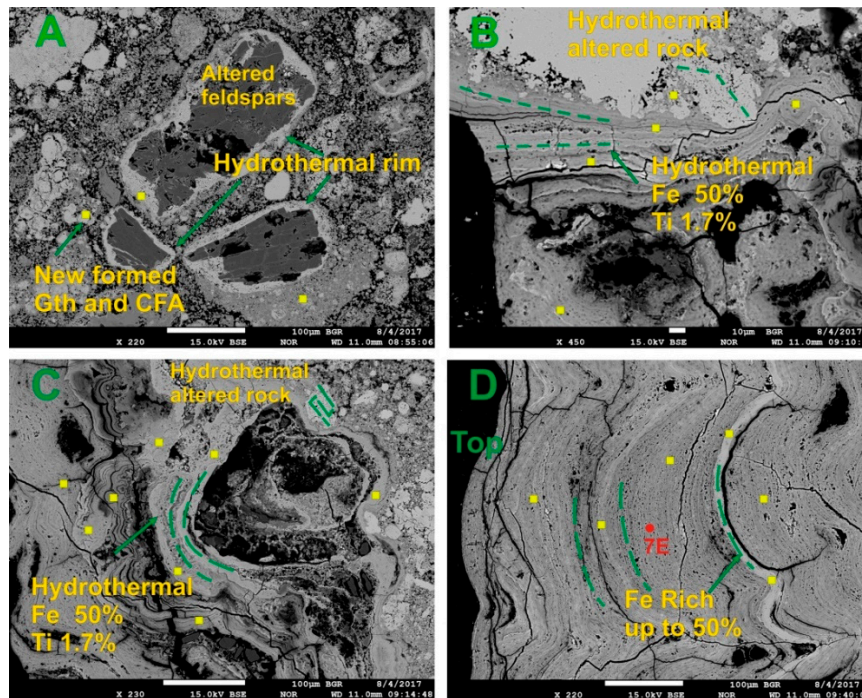 A
Altered
feldspars
Hydrothermal rim
New formed
Gth and CFA
100µm BGR 8/4/2017
X 220 15.0kV BSE NOR WD 11.0mm 08:55:06
B
Hydrothermal
altered rock
Hydrothermal
Fe 50%
Ti 1.7%
10µm BGR 8/4/2017
X 450 15.0kV BSE NOR WD 11.0mm 09:10:
C
Hydrothermal
altered rock
Hydrothermal
Fe 50%
Ti 1.7%
100µm BGR 8/4/2017
X 230 15.0kV BSE NOR WD 11.0mm 09:14:48
D
Top
7E
Fe Rich
up to 50%
100µm BGR 8/4/2017
X 220 15.0kV BSE NOR WD 11.0mm 09:40: